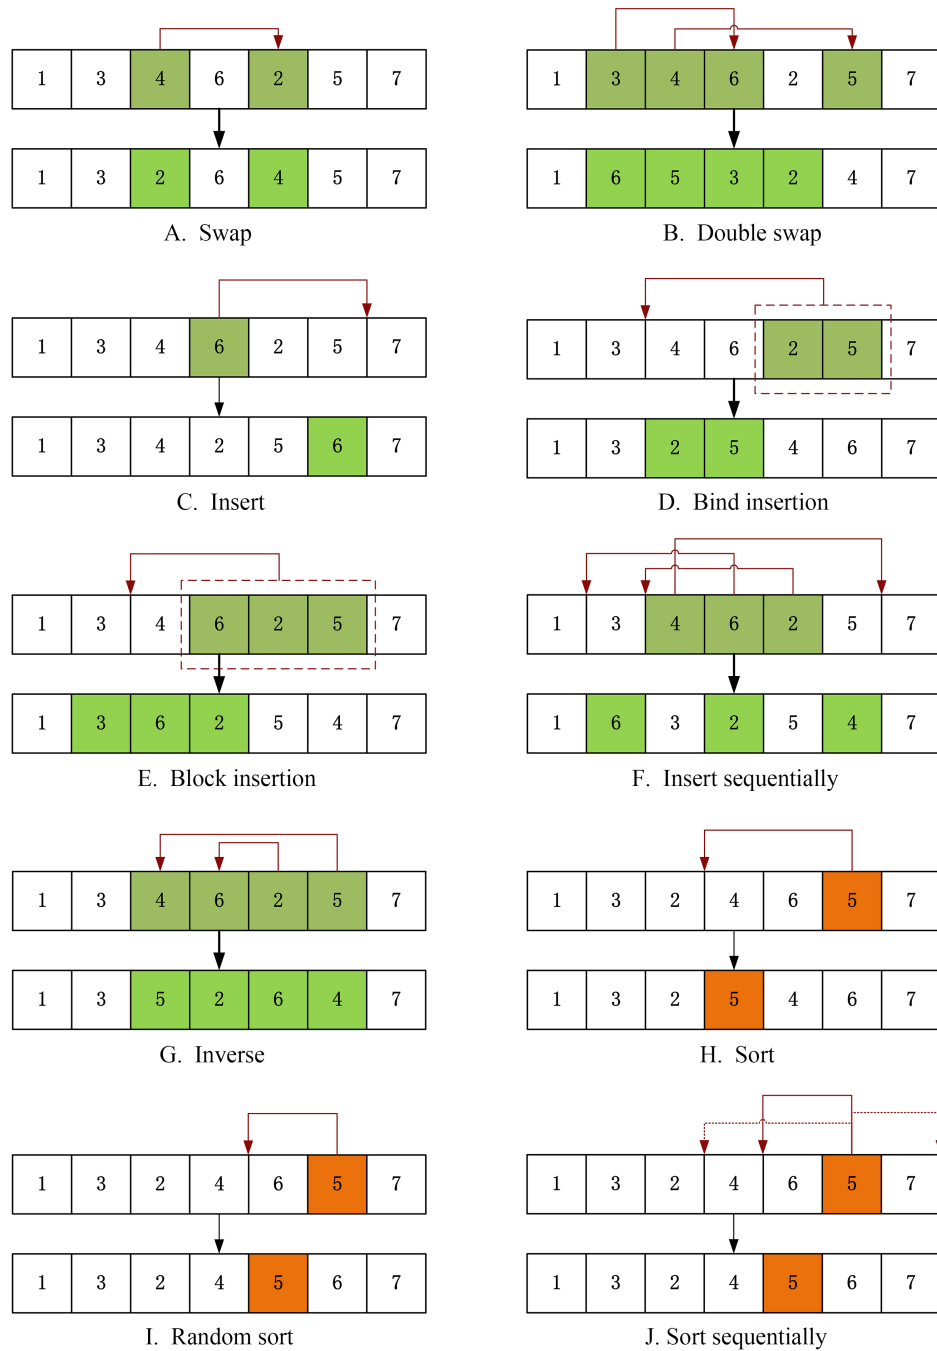 1 3 4 6 2 5 7
1 3 2 6 4 5 7
A. Swap
1 3 4 6 2 5 7
1 6 5 3 2 4 7
B. Double swap
1 3 4 6 2 5 7
1 3 4 2 5 6 7
C. Insert
1 3 4 6 2 5 7
1 3 2 5 4 6 7
D. Bind insertion
1 3 4 6 2 5 7
1 3 6 2 5 4 7
E. Block insertion
1 3 4 6 2 5 7
1 6 3 2 5 4 7
F. Insert sequentially
1 3 4 6 2 5 7
1 3 5 2 6 4 7
G. Inverse
1 3 2 4 6 5 7
1 3 2 5 4 6 7
H. Sort
1 3 2 4 6 5 7
1 3 2 4 5 6 7
I. Random sort
1 3 2 4 6 5 7
1 3 2 4 5 6 7
J. Sort sequentially